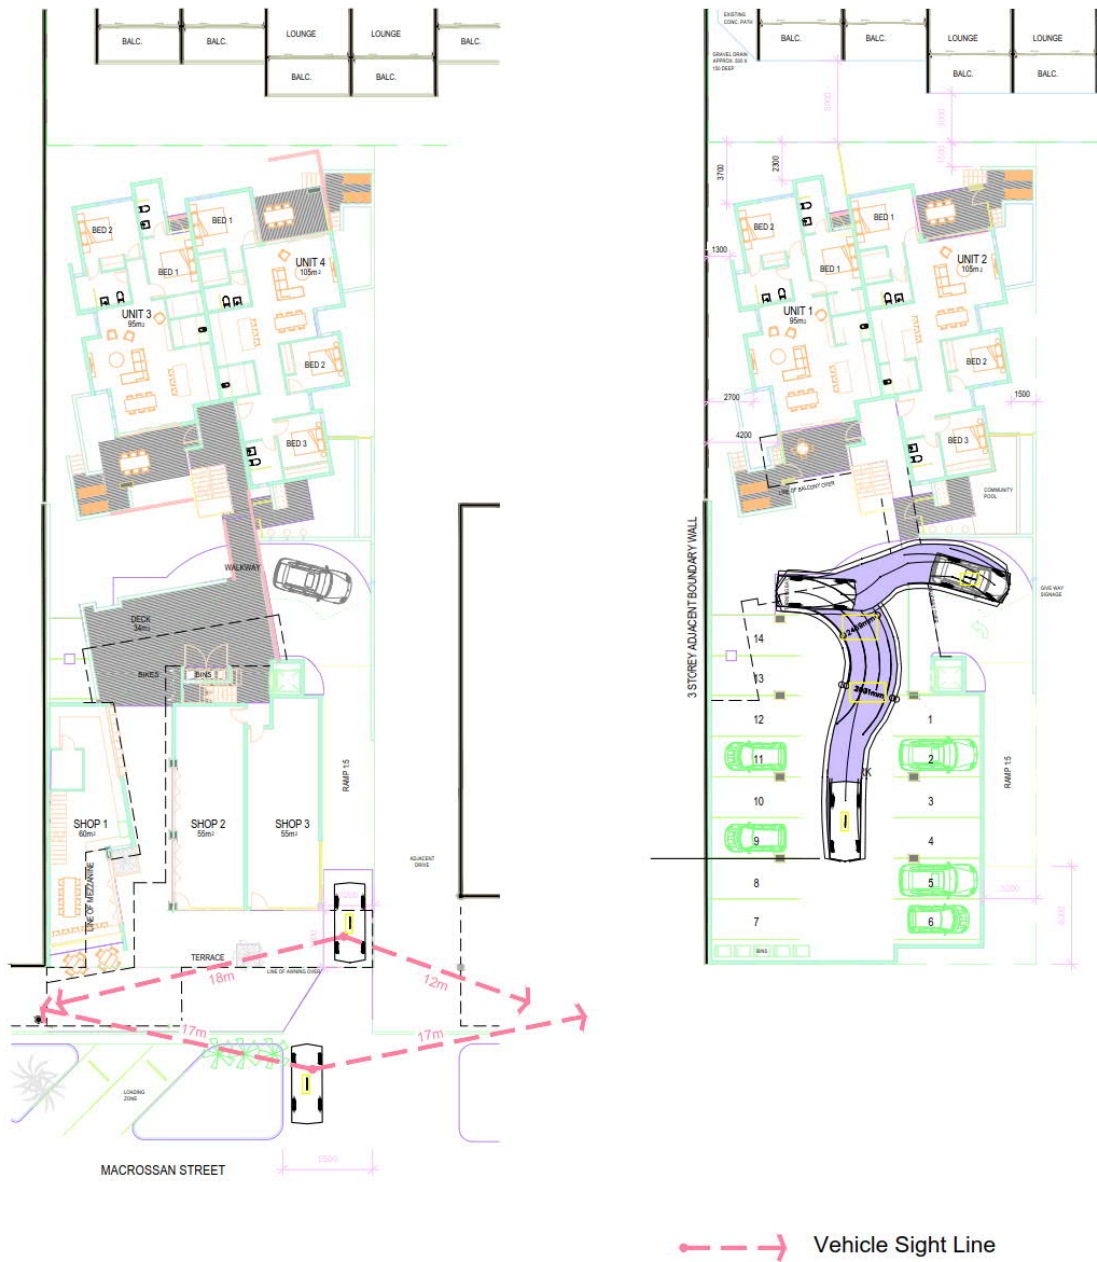 BALC.
BALC.
LOUNGE
LOUNGE
BALC.
BALC.
BALC.
BED 2
BED 1
BED 1
UNIT 4
105m2
UNIT 3
95m2
BED 2
BED 3
WALKWAY
DECK
34m2
BIKES
BINS
SHOP 1
60m2
SHOP 2
55m2
SHOP 3
55m2
RAMP 1:5
LINE OF MEZZANINE
ADJACENT
DRIVE
TERRACE
LINE OF AWNING OVER
18m
12m
17m
17m
LOADING
ZONE
MACROSSAN STREET
EXISTING
CONC. PATH
BALC.
BALC.
LOUNGE
LOUNGE
BALC.
BALC.
GRAVEL DRAIN
3700
2300
1300
BED 2
BED 1
BED 1
UNIT 2
105m2
UNIT 1
95m2
BED 2
2700
1500
4200
BED 3
LINE OF BALCONY OVER
COMMUNITY
POOL
3 STOREY ADJACENT BOUNDARY WALL
GIVE WAY
SIGNAGE
14
13
12
1
11
2
10
3
9
4
8
5
7
6
BINS
RAMP 1:5
Vehicle Sight Line